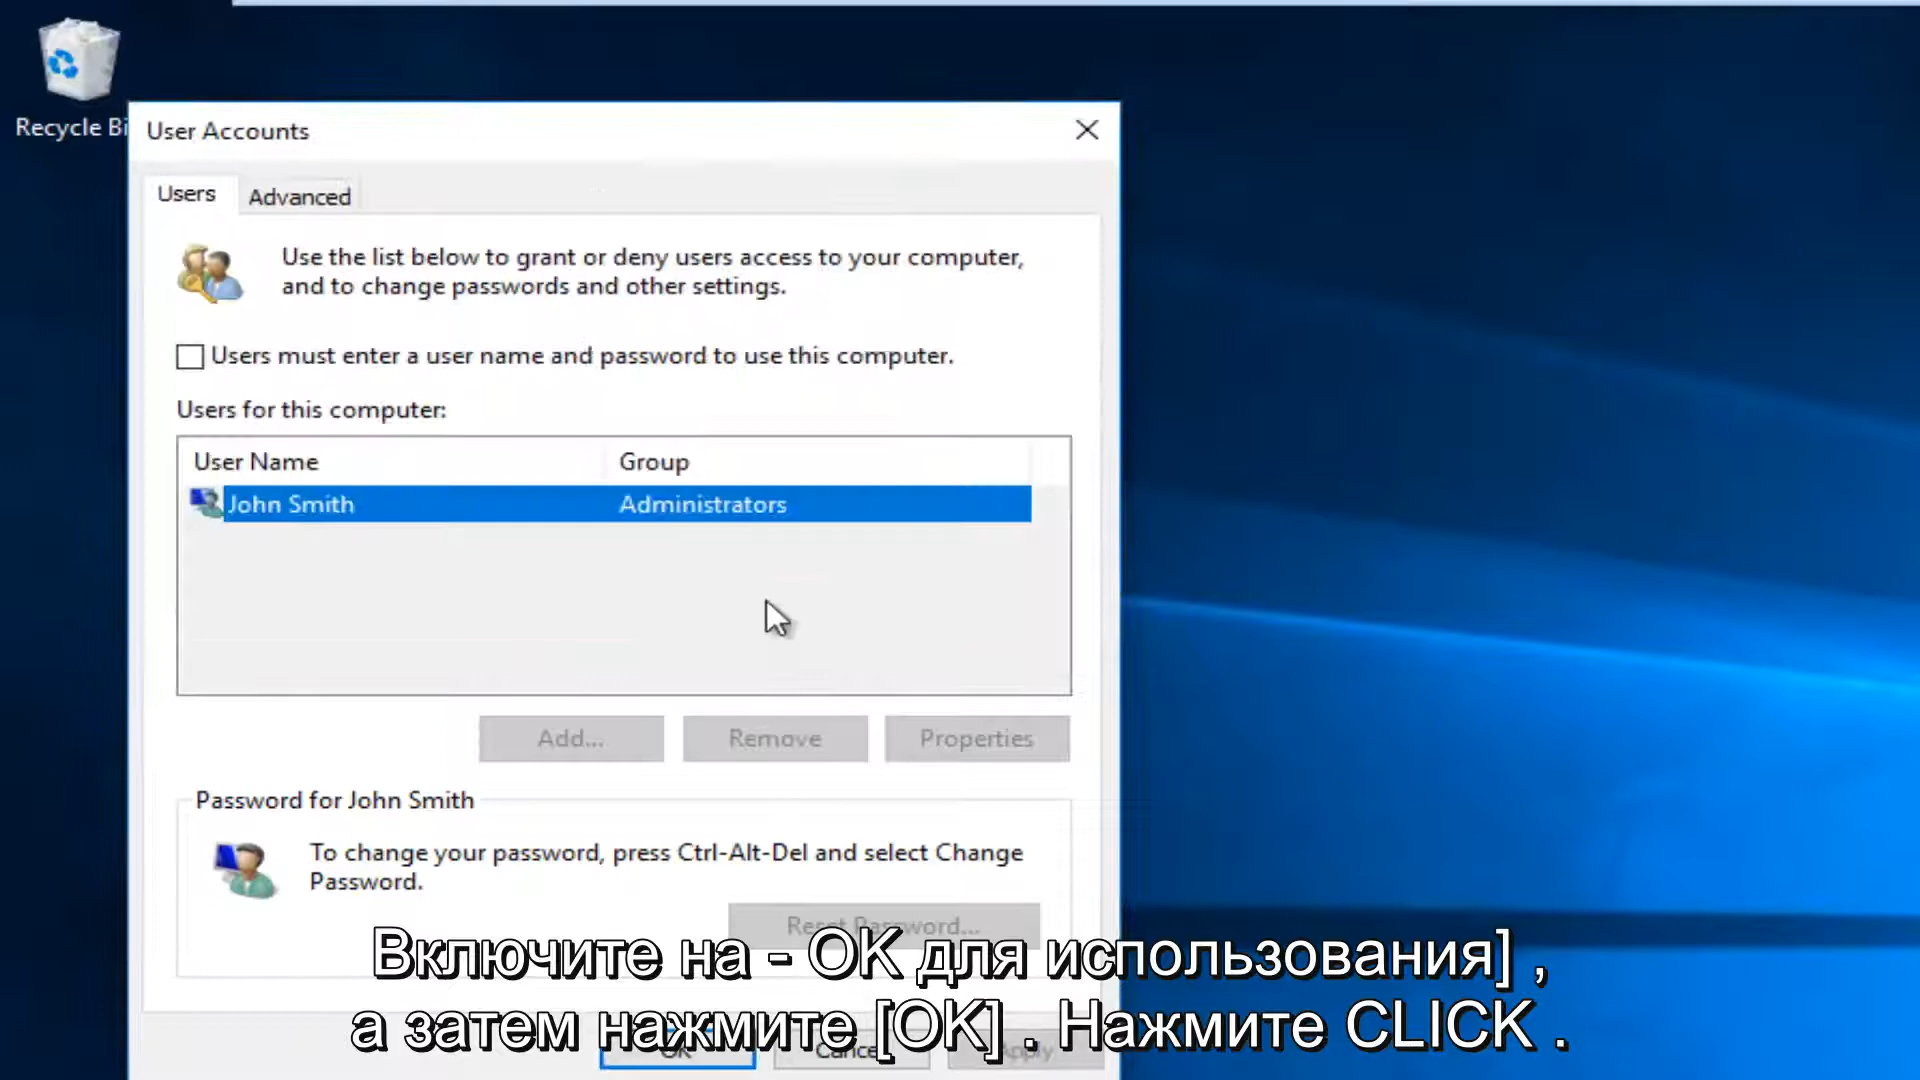 Recycle Bi
User Accounts
Users
Advanced
Use the list below to grant or deny users access to your computer,
and to change passwords and other settings.
Users must enter a user name and password to use this computer.
Users for this computer:
User Name
Group
John Smith
Administrators
Add...
Remove
Properties
Password for John Smith
To change your password, press Ctrl-Alt-Del and select Change
Password.
Reset Password...
Включите на - OK для использования] ,
а затем нажмите [OK] . Нажмите CLICK .
OK
Cance
Apply